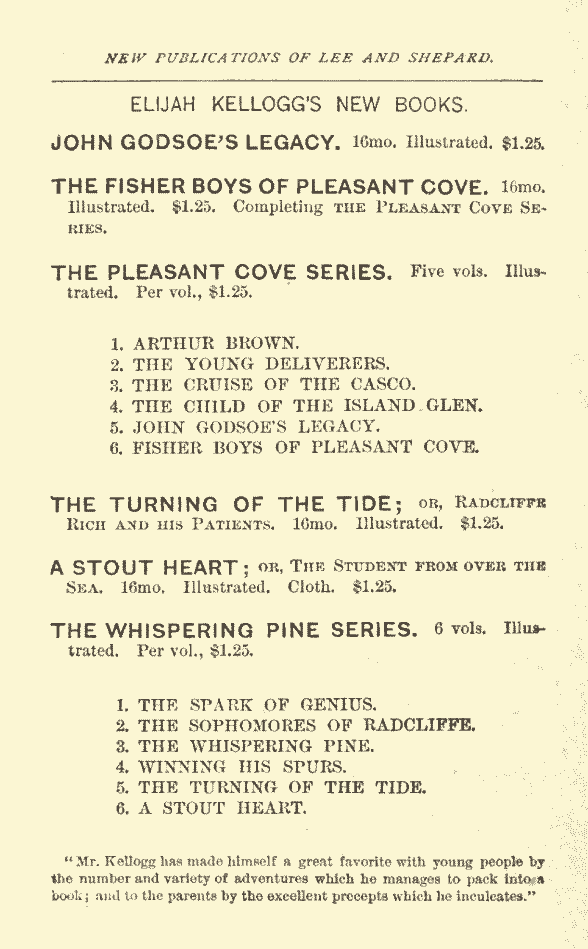 NEW PUBLICATIONS OF LEE AND SHEPARD.
ELIJAH KELLOGG'S NEW BOOKS.
JOHN GODSOE'S LEGACY. 16mo. Illustrated. $1.25.
THE FISHER BOYS OF PLEASANT COVE. 16mo.
Illustrated. $1.25. Completing THE PLEASANT COVE SE-
RIES.
THE PLEASANT COVE SERIES. Five vols. Illus-
trated. Per vol., $1.25.
1. ARTHUR BROWN.
2. THE YOUNG DELIVERERS.
3. THE CRUISE OF THE CASCO.
4. THE CHILD OF THE ISLAND GLEN.
5. JOHN GODSOE'S LEGACY.
6. FISHER BOYS OF PLEASANT COVE.
THE TURNING OF THE TIDE; OR, RADCLIFFE
RICH AND HIS PATIENTS. 16mo. Illustrated. $1.25.
A STOUT HEART; OR, THE STUDENT FROM OVER THE
SEA. 16mo. Illustrated. Cloth. $1.25.
THE WHISPERING PINE SERIES. 6 vols. Illus-
trated. Per vol., $1.25.
1. THE SPARK OF GENIUS.
2. THE SOPHOMORES OF RADCLIFFE.
3. THE WHISPERING PINE.
4. WINNING HIS SPURS.
5. THE TURNING OF THE TIDE.
6. A STOUT HEART.
"Mr. Kellogg has made himself a great favorite with young people by
the number and variety of adventures which he manages to pack into a
book; and to the parents by the excellent precepts which he inculcates."